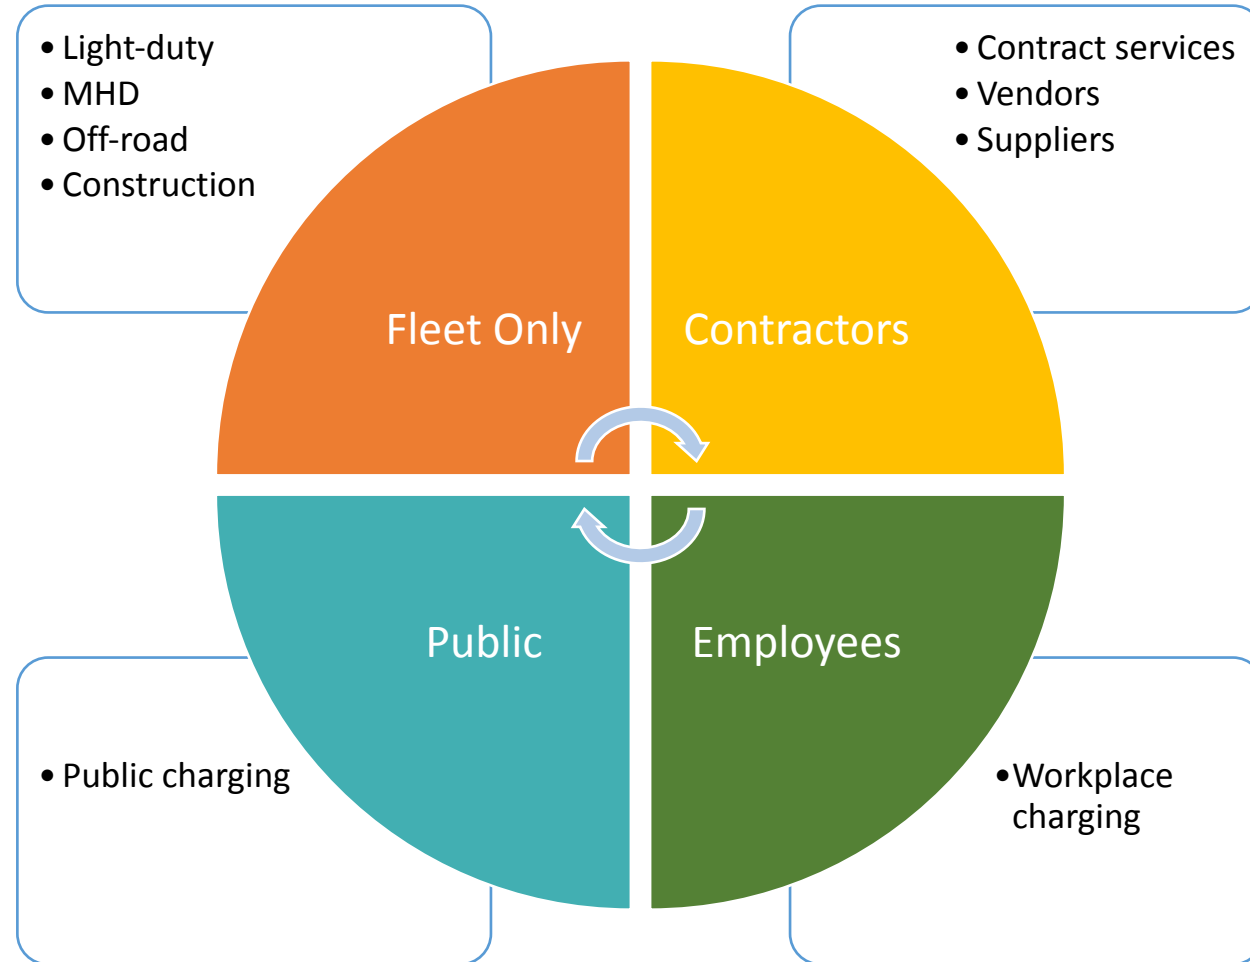 • Light-duty
• MHD
• Off-road
• Construction
• Contract services
• Vendors
• Suppliers
Fleet Only
Contractors
Public
Employees
• Public charging
• Workplace
charging